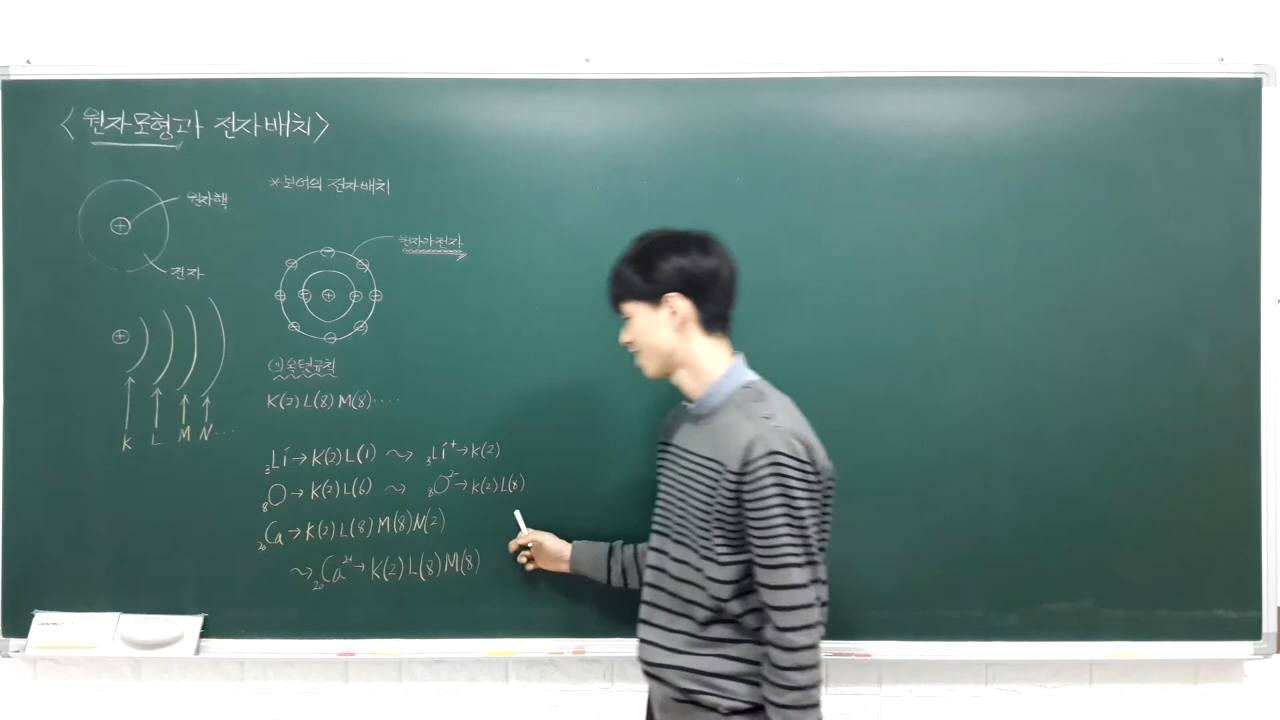 <원자모형과 전자배치>
원자핵
전자
K L M N ...
*보어의 전자배치
원자가 전자
옥텟규칙
K(2) L(8) M(8)....
₃Li → K(2) L(1) ⇝ ₃Li⁺ → K(2)
₈O → K(2) L(6) ⇝ ₈O²⁻ → K(2) L(8)
₂₀Ca → K(2) L(8) M(8) N(2)
⇝ ₂₀Ca²⁺ → K(2) L(8) M(8)